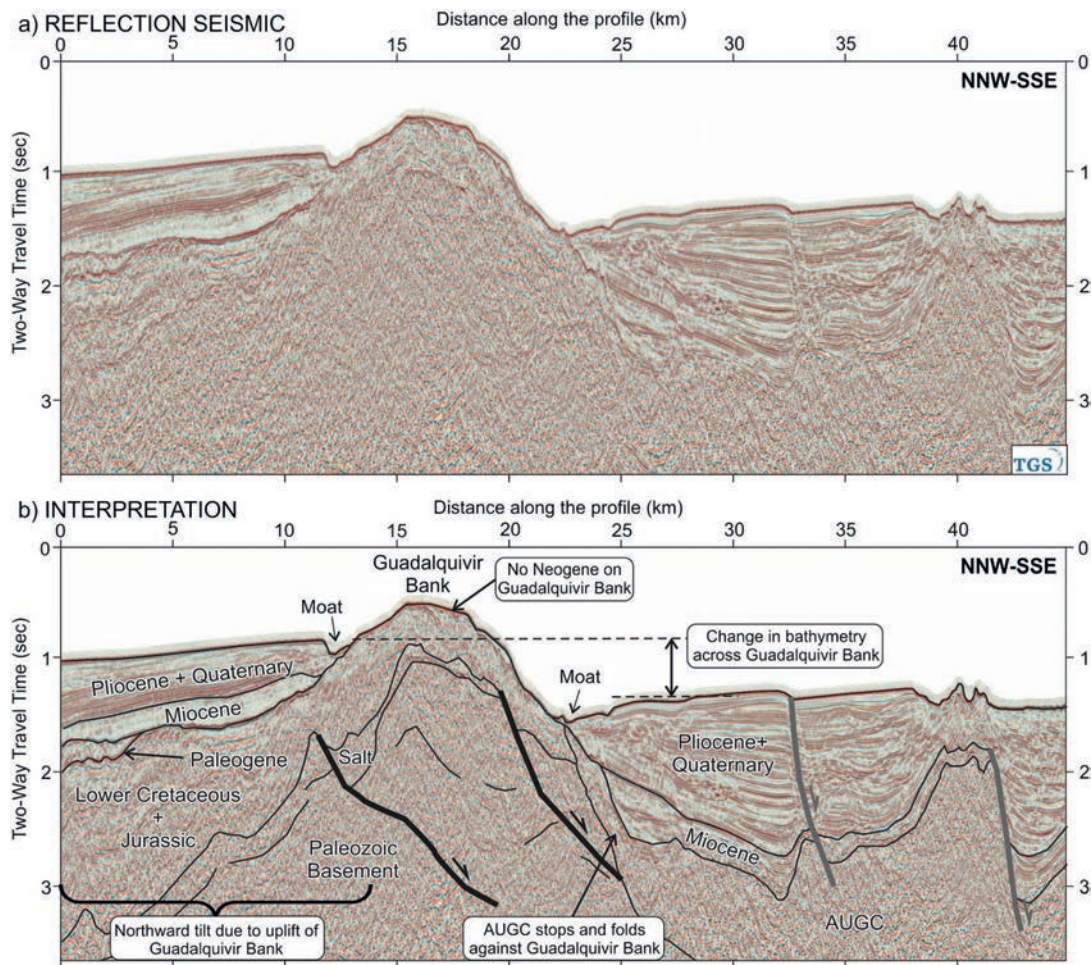 a) REFLECTION SEISMIC
Distance along the profile (km)
0 5 10 15 20 25 30 35 40
NNW-SSE
Two-Way Travel Time (sec)
0
1
2
3
0
1
2
3
TGS
b) INTERPRETATION
Distance along the profile (km)
0 5 10 15 20 25 30 35 40
NNW-SSE
Two-Way Travel Time (sec)
0
1
2
3
0
1
2
3
Guadalquivir
Bank
No Neogene on
Guadalquivir Bank
Moat
Change in bathymetry
across Guadalquivir Bank
Moat
Pliocene + Quaternary
Miocene
Paleogene
Salt
Pliocene+
Quaternary
Lower Cretaceous
+
Jurassic
Paleozoic
Basement
Miocene
AUGC
Northward tilt due to uplift of
Guadalquivir Bank
AUGC stops and folds
against Guadalquivir Bank